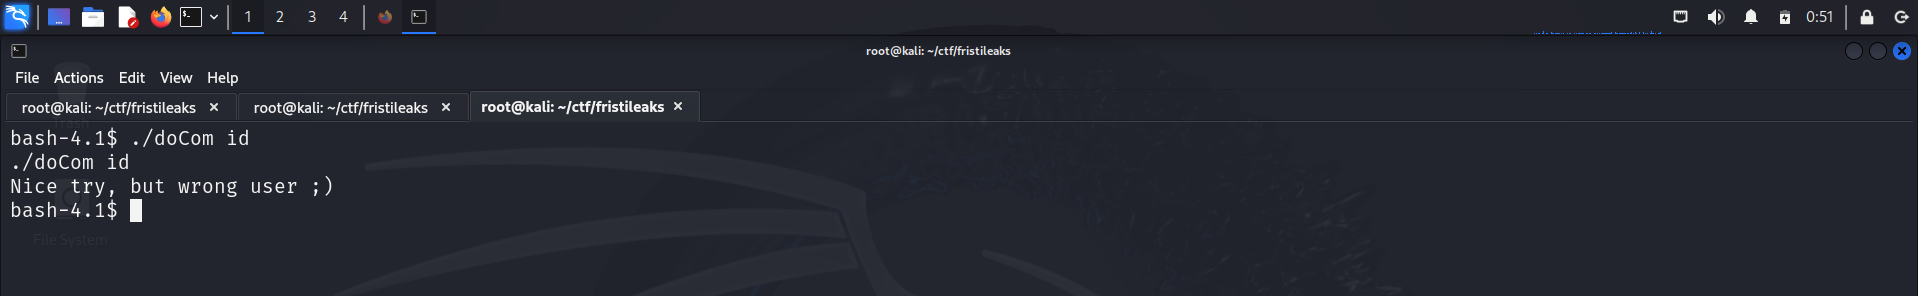 1 2 3 4 0:51
root@kali: ~/ctf/fristileaks
File Actions Edit View Help
root@kali: ~/ctf/fristileaks × root@kali: ~/ctf/fristileaks × root@kali: ~/ctf/fristileaks ×
bash-4.1$ ./doCom id
./doCom id
Nice try, but wrong user ;)
bash-4.1$
File System